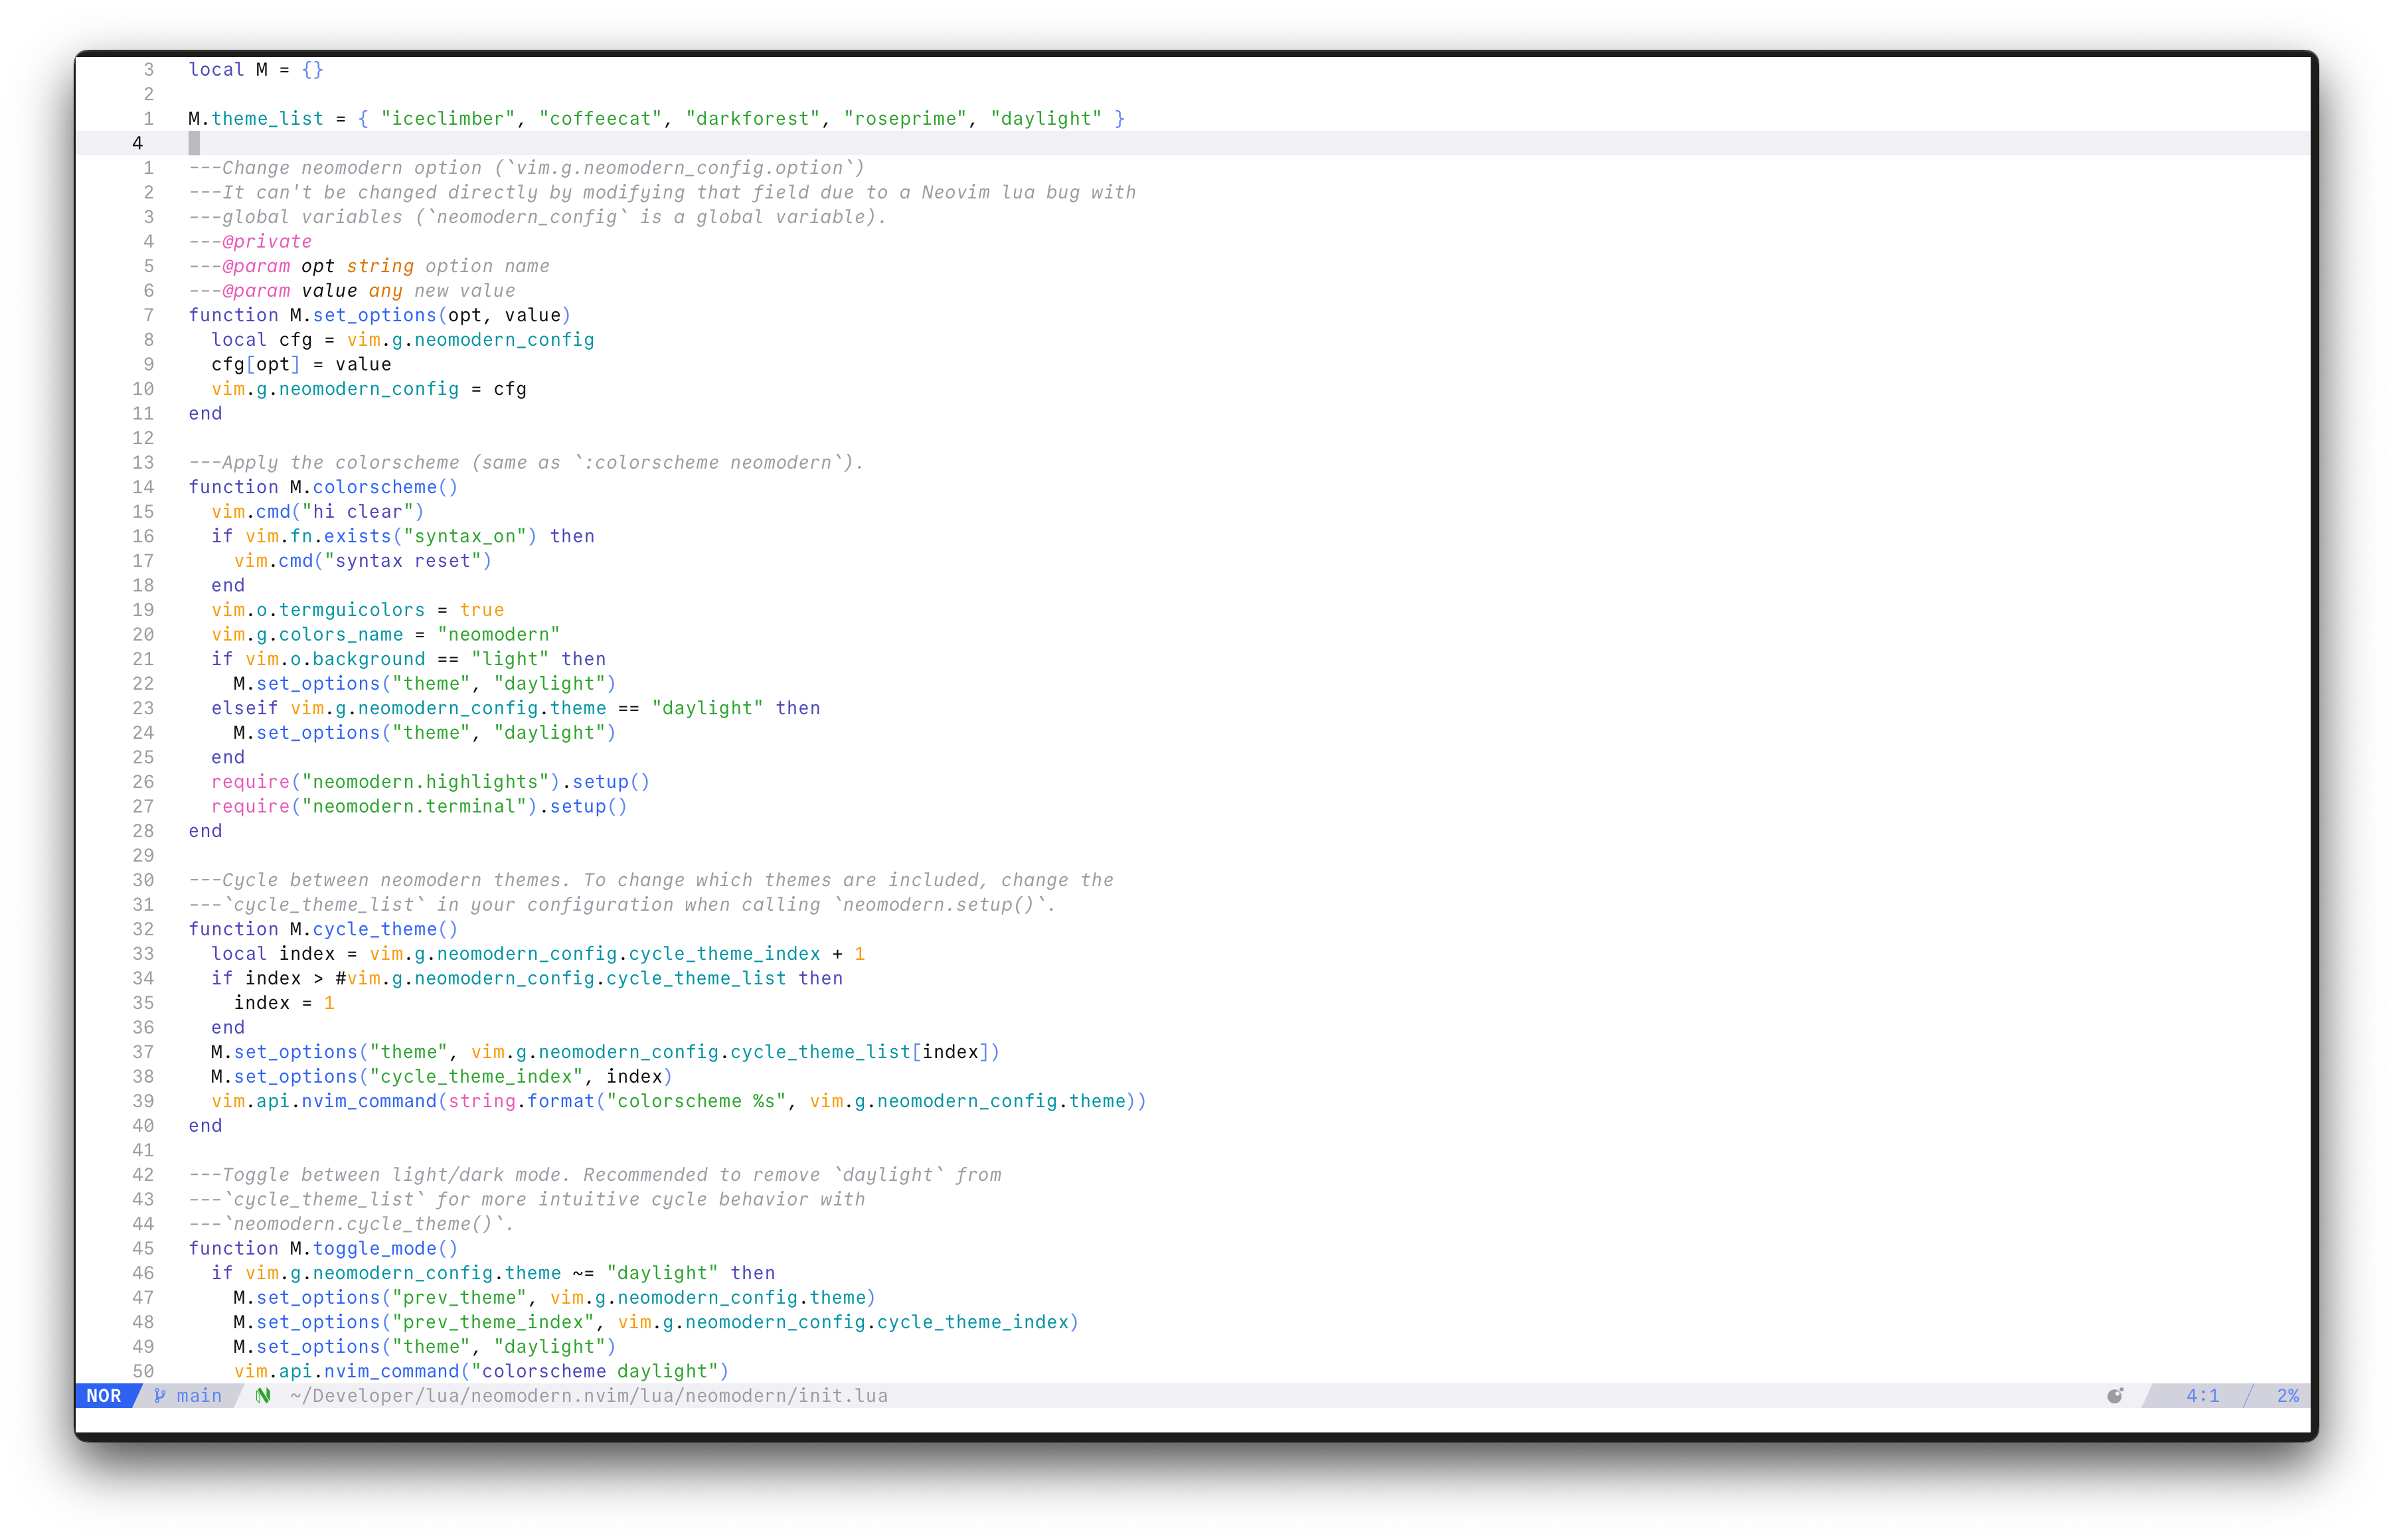 3 local M = {}
2
1 M.theme_list = { "iceclimber", "coffeecat", "darkforest", "roseprime", "daylight" }
4
1 ---Change neomodern option (`vim.g.neomodern_config.option`)
2 ---It can't be changed directly by modifying that field due to a Neovim lua bug with
3 ---global variables (`neomodern_config` is a global variable).
4 ---@private
5 ---@param opt string option name
6 ---@param value any new value
7 function M.set_options(opt, value)
8   local cfg = vim.g.neomodern_config
9   cfg[opt] = value
10   vim.g.neomodern_config = cfg
11 end
12
13 ---Apply the colorscheme (same as `:colorscheme neomodern`).
14 function M.colorscheme()
15   vim.cmd("hi clear")
16   if vim.fn.exists("syntax_on") then
17     vim.cmd("syntax reset")
18   end
19   vim.o.termguicolors = true
20   vim.g.colors_name = "neomodern"
21   if vim.o.background == "light" then
22     M.set_options("theme", "daylight")
23   elseif vim.g.neomodern_config.theme == "daylight" then
24     M.set_options("theme", "daylight")
25   end
26   require("neomodern.highlights").setup()
27   require("neomodern.terminal").setup()
28 end
29
30 ---Cycle between neomodern themes. To change which themes are included, change the
31 ---`cycle_theme_list` in your configuration when calling `neomodern.setup()`.
32 function M.cycle_theme()
33   local index = vim.g.neomodern_config.cycle_theme_index + 1
34   if index > #vim.g.neomodern_config.cycle_theme_list then
35     index = 1
36   end
37   M.set_options("theme", vim.g.neomodern_config.cycle_theme_list[index])
38   M.set_options("cycle_theme_index", index)
39   vim.api.nvim_command(string.format("colorscheme %s", vim.g.neomodern_config.theme))
40 end
41
42 ---Toggle between light/dark mode. Recommended to remove `daylight` from
43 ---`cycle_theme_list` for more intuitive cycle behavior with
44 ---`neomodern.cycle_theme()`.
45 function M.toggle_mode()
46   if vim.g.neomodern_config.theme ~= "daylight" then
47     M.set_options("prev_theme", vim.g.neomodern_config.theme)
48     M.set_options("prev_theme_index", vim.g.neomodern_config.cycle_theme_index)
49     M.set_options("theme", "daylight")
50     vim.api.nvim_command("colorscheme daylight")
NOR main ~/Developer/lua/neomodern.nvim/lua/neomodern/init.lua 4:1 2%